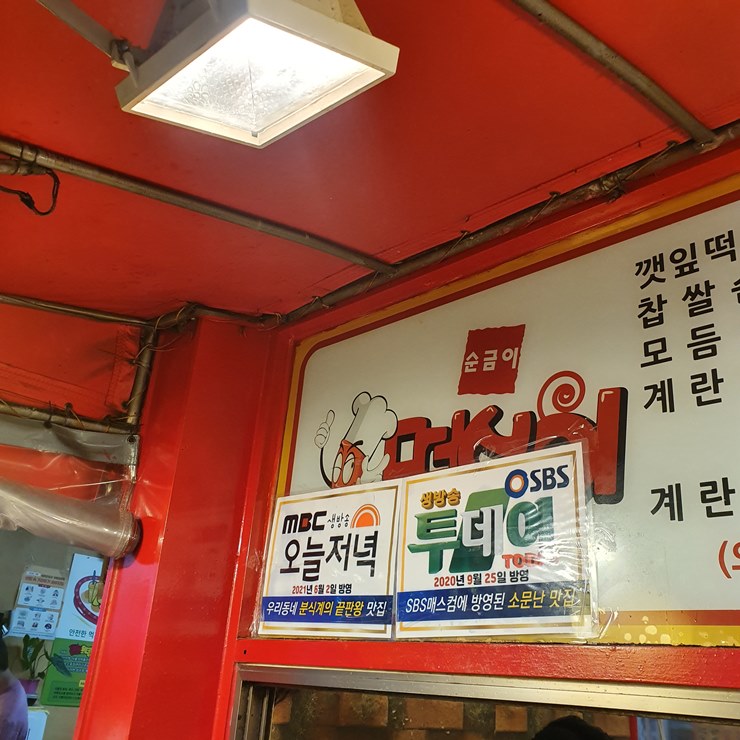 깻잎떡
찹쌀순
모듬
계란
계란
순금이
MBC 생방송
오늘저녁
2021년 6월 2일 방영
우리동네 분식계의 끝판왕 맛집
SBS
생방송
투데이
2020년 9월 25일 방영
SBS매스컴에 방영된 소문난 맛집
안전한